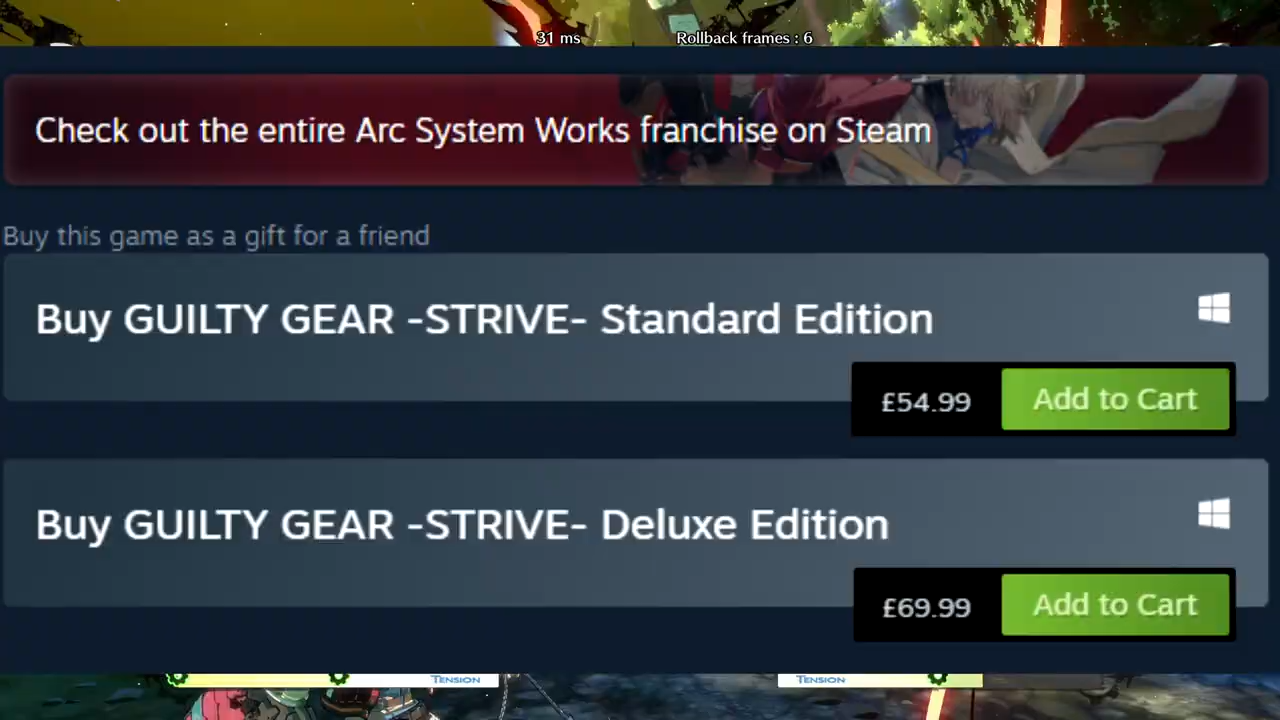 31 ms Rollback frames : 6
Check out the entire Arc System Works franchise on Steam
Buy this game as a gift for a friend
Buy GUILTY GEAR -STRIVE- Standard Edition
£54.99 Add to Cart
Buy GUILTY GEAR -STRIVE- Deluxe Edition
£69.99 Add to Cart
TENSION TENSION